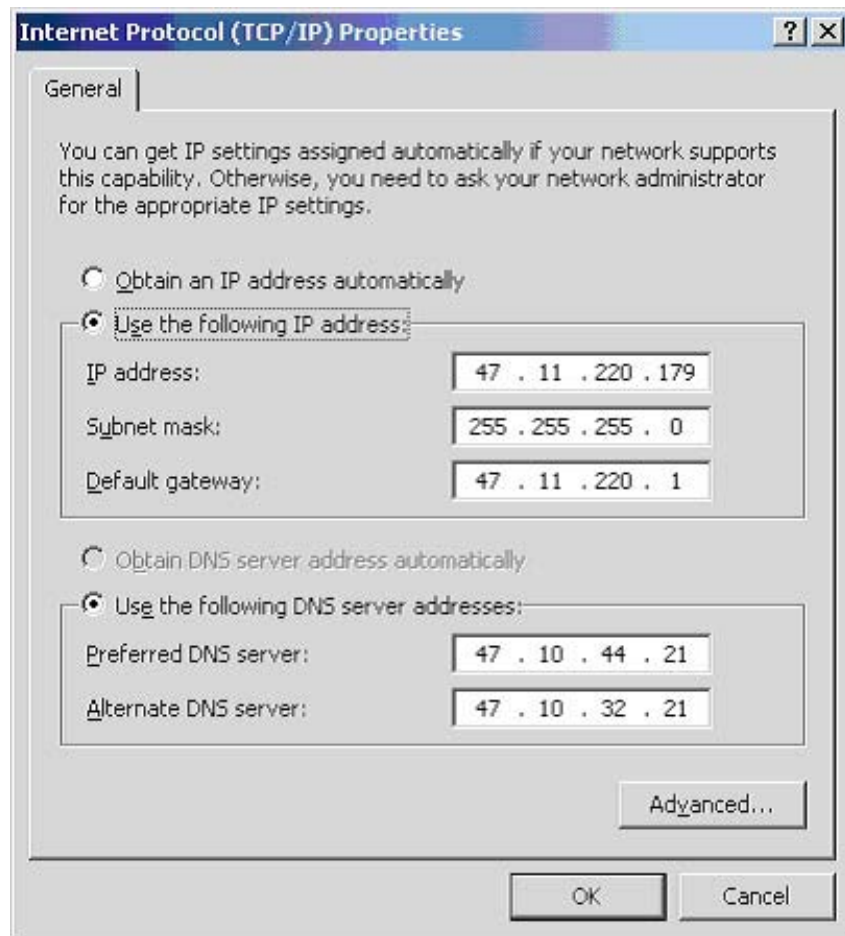 Internet Protocol (TCP/IP) Properties
? X
General
You can get IP settings assigned automatically if your network supports
this capability. Otherwise, you need to ask your network administrator
for the appropriate IP settings.
Obtain an IP address automatically
Use the following IP address:
IP address: 47 . 11 . 220 . 179
Subnet mask: 255 . 255 . 255 . 0
Default gateway: 47 . 11 . 220 . 1
Obtain DNS server address automatically
Use the following DNS server addresses:
Preferred DNS server: 47 . 10 . 44 . 21
Alternate DNS server: 47 . 10 . 32 . 21
Advanced...
OK Cancel